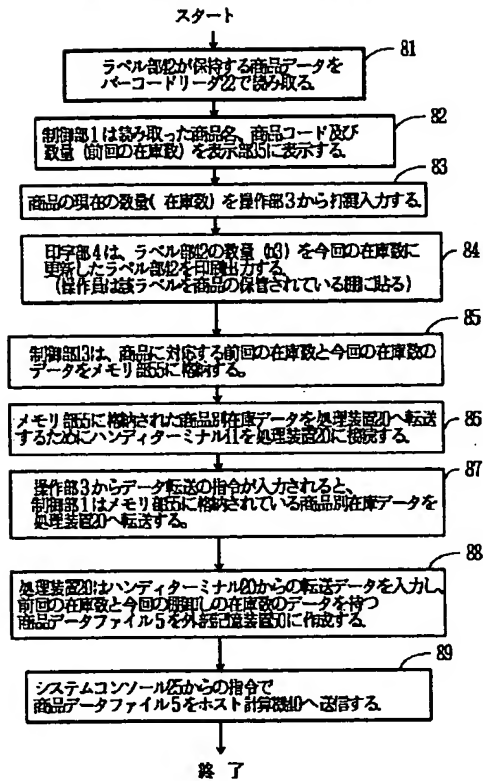 スタート
81
ラベル部42が保持する商品データを
バーコードリーダ22で読み取る。
82
制御部1は読み取った商品名、商品コード及び
数量(前回の在庫数)を表示部15に表示する。
83
商品の現在の数量(在庫数)を操作部3から打鍵入力する。
84
印字部4は、ラベル部42の数量(b3)を今回の在庫数に
更新したラベル部42を印刷出力する。
(操作員は該ラベルを商品の保管されている棚に貼る)
85
制御部13は、商品に対応する前回の在庫数と今回の在庫数の
データをメモリ部55に格納する。
86
メモリ部55に格納された商品別在庫データを処理装置20へ転送
するためにハンディターミナル11を処理装置20に接続する。
87
操作部3からデータ転送の指令が入力されると、
制御部1はメモリ部55に格納されている商品別在庫データを
処理装置20へ転送する。
88
処理装置20はハンディターミナル20からの転送データを入力し、
前回の在庫数と今回の棚卸しの在庫数のデータを持つ
商品データファイル5を外部記憶装置50に作成する。
89
システムコンソール25からの指令で
商品データファイル5をホスト計算機40へ送信する。
終了